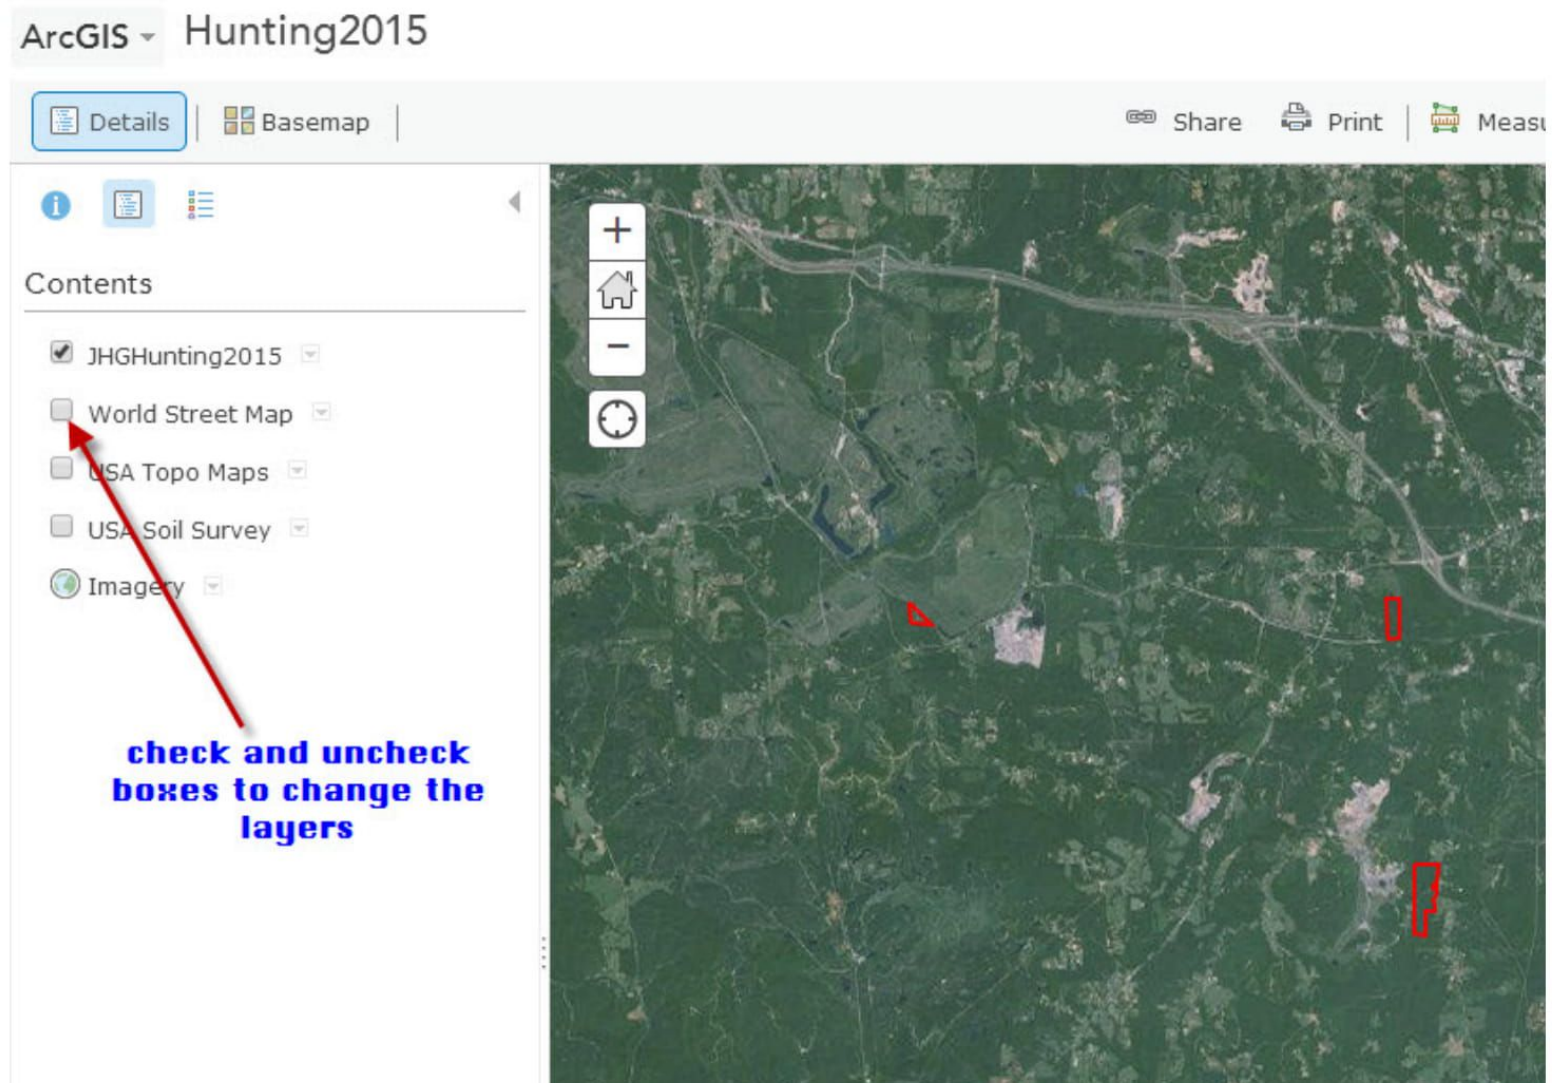 ArcGIS Hunting2015
Details Basemap Share Print Measu
Contents
JHGHunting2015
World Street Map
USA Topo Maps
USA Soil Survey
Imagery
check and uncheck
boxes to change the
layers